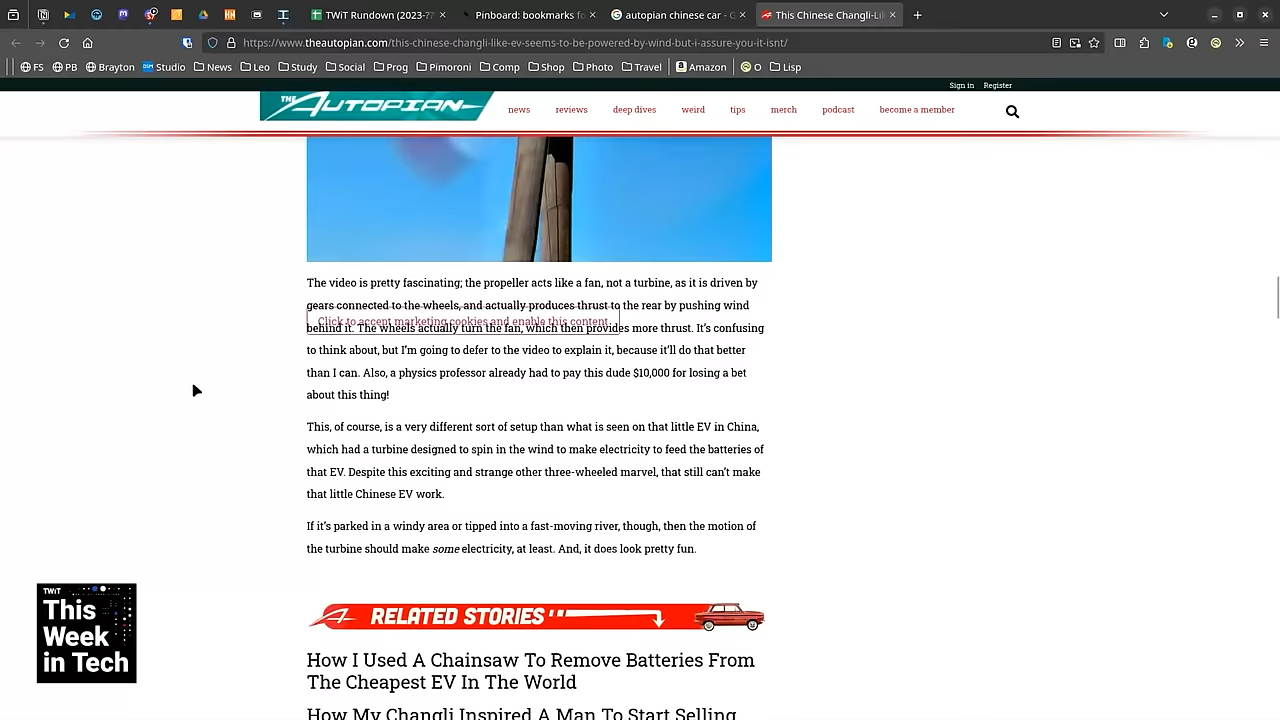 TWiT Rundown (2023-7?
Pinboard: bookmarks fo
autopian chinese car - G
This Chinese Changli-Lik
https://www.theautopian.com/this-chinese-changli-like-ev-seems-to-be-powered-by-wind-but-i-assure-you-it-isnt/
FS PB Brayton Studio News Leo Study Social Prog Pimoroni Comp Shop Photo Travel Amazon O Lisp
Sign in Register
THE AUTOPIAN
news reviews deep dives weird tips merch podcast become a member
The video is pretty fascinating; the propeller acts like a fan, not a turbine, as it is driven by
gears connected to the wheels, and actually produces thrust to the rear by pushing wind
Click to accept marketing cookies and enable this content
behind it. The wheels actually turn the fan, which then provides more thrust. It's confusing
to think about, but I'm going to defer to the video to explain it, because it'll do that better
than I can. Also, a physics professor already had to pay this dude $10,000 for losing a bet
about this thing!
This, of course, is a very different sort of setup than what is seen on that little EV in China,
which had a turbine designed to spin in the wind to make electricity to feed the batteries of
that EV. Despite this exciting and strange other three-wheeled marvel, that still can't make
that little Chinese EV work.
If it's parked in a windy area or tipped into a fast-moving river, though, then the motion of
the turbine should make some electricity, at least. And, it does look pretty fun.
TWiT
This
Week
in Tech
RELATED STORIES
How I Used A Chainsaw To Remove Batteries From
The Cheapest EV In The World
How My Changli Inspired A Man To Start Selling